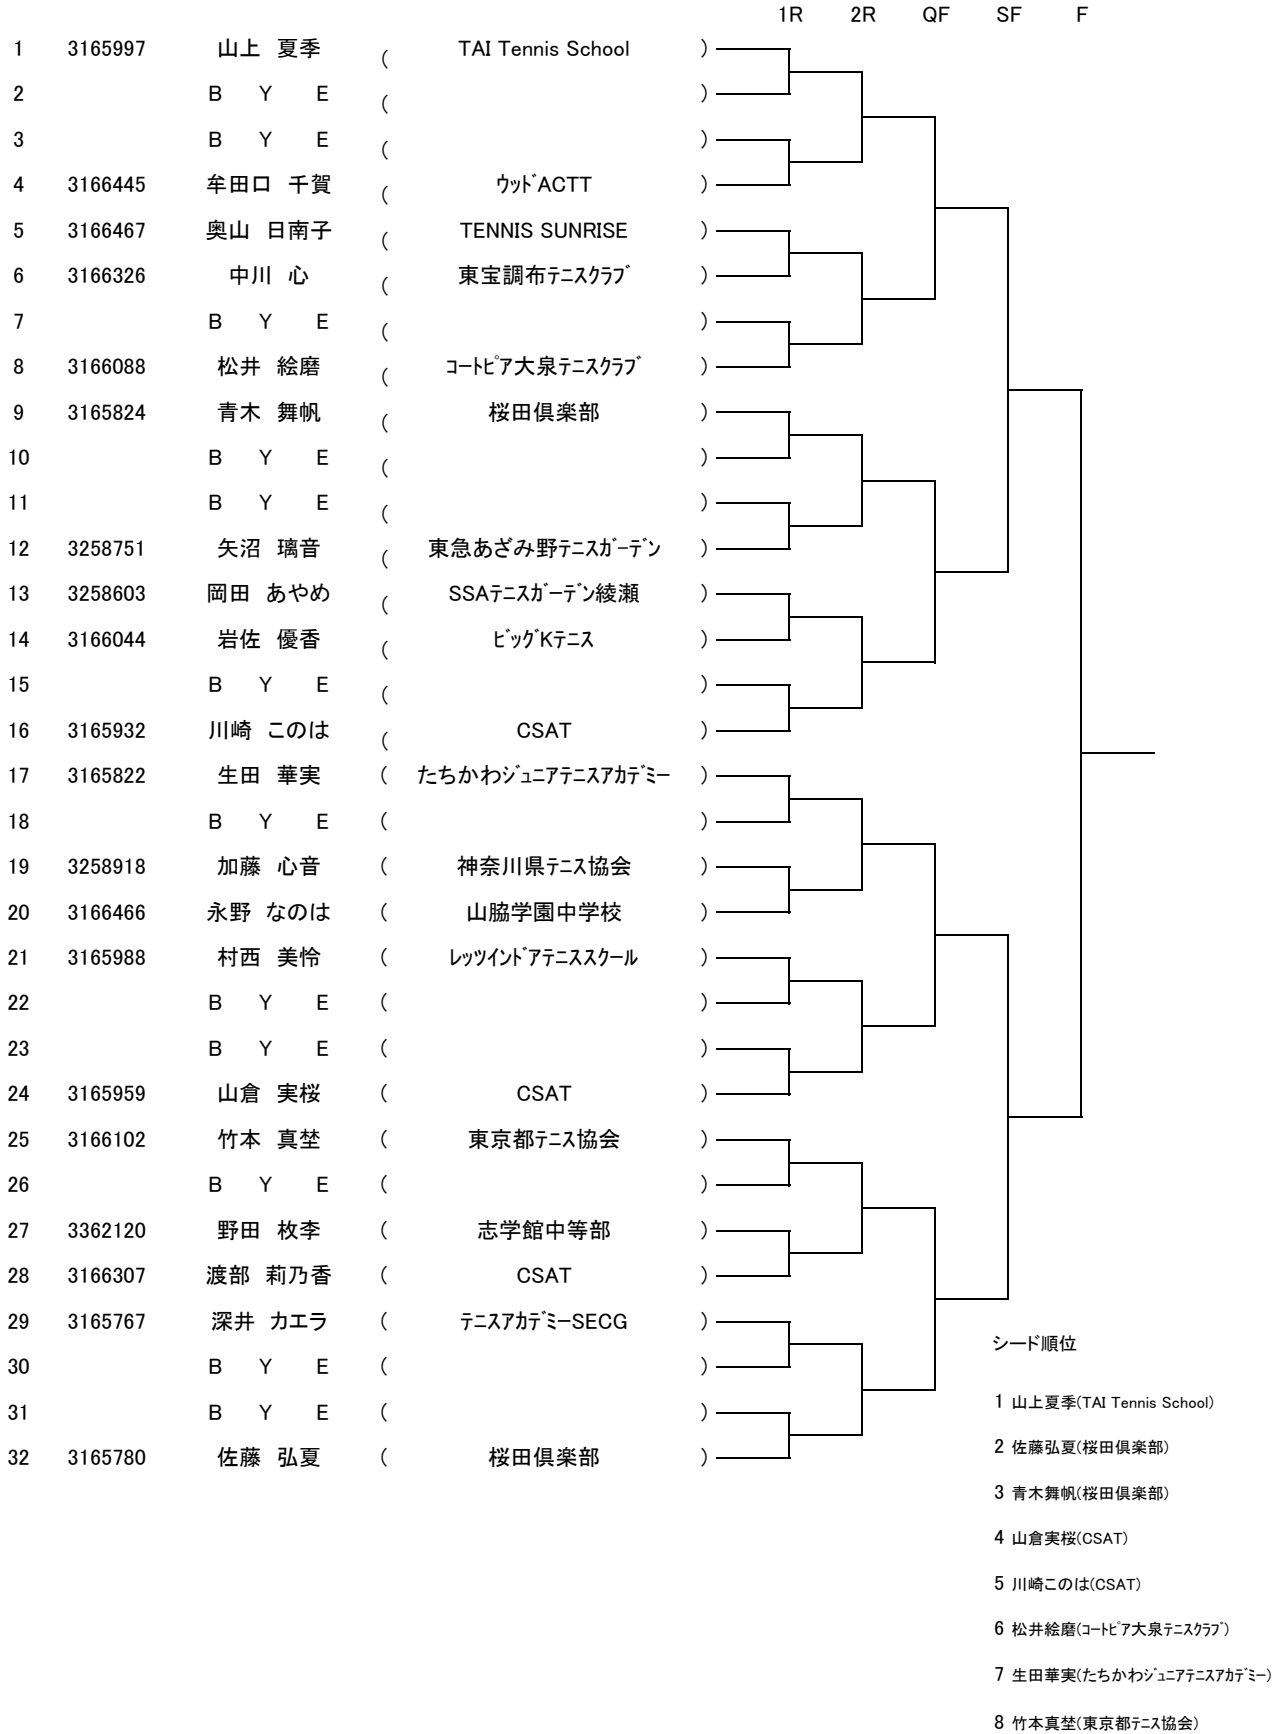 1R 2R QF SF F
1 3165997 山上 夏季 ( TAI Tennis School )
2 B Y E ( )
3 B Y E ( )
4 3166445 牟田口 千賀 ( ｳｯﾄﾞACTT )
5 3166467 奥山 日南子 ( TENNIS SUNRISE )
6 3166326 中川 心 ( 東宝調布ﾃﾆｽｸﾗﾌﾞ )
7 B Y E ( )
8 3166088 松井 絵磨 ( ｺｰﾄﾋﾟｱ大泉ﾃﾆｽｸﾗﾌﾞ )
9 3165824 青木 舞帆 ( 桜田倶楽部 )
10 B Y E ( )
11 B Y E ( )
12 3258751 矢沼 璃音 ( 東急あざみ野ﾃﾆｽｶﾞｰﾃﾞﾝ )
13 3258603 岡田 あやめ ( SSAﾃﾆｽｶﾞｰﾃﾞﾝ綾瀬 )
14 3166044 岩佐 優香 ( ﾋﾞｯｸﾞKﾃﾆｽ )
15 B Y E ( )
16 3165932 川崎 このは ( CSAT )
17 3165822 生田 華実 ( たちかわｼﾞｭﾆｱﾃﾆｽｱｶﾃﾞﾐｰ )
18 B Y E ( )
19 3258918 加藤 心音 ( 神奈川県ﾃﾆｽ協会 )
20 3166466 永野 なのは ( 山脇学園中学校 )
21 3165988 村西 美怜 ( ﾚｯﾂｲﾝﾄﾞｱﾃﾆｽｽｸｰﾙ )
22 B Y E ( )
23 B Y E ( )
24 3165959 山倉 実桜 ( CSAT )
25 3166102 竹本 真埜 ( 東京都ﾃﾆｽ協会 )
26 B Y E ( )
27 3362120 野田 枚李 ( 志学館中等部 )
28 3166307 渡部 莉乃香 ( CSAT )
29 3165767 深井 カエラ ( ﾃﾆｽｱｶﾃﾞﾐｰSECG )
30 B Y E ( )
31 B Y E ( )
32 3165780 佐藤 弘夏 ( 桜田倶楽部 )
シード順位
1 山上夏季(TAI Tennis School)
2 佐藤弘夏(桜田倶楽部)
3 青木舞帆(桜田倶楽部)
4 山倉実桜(CSAT)
5 川崎このは(CSAT)
6 松井絵磨(ｺｰﾄﾋﾟｱ大泉ﾃﾆｽｸﾗﾌﾞ)
7 生田華実(たちかわｼﾞｭﾆｱﾃﾆｽｱｶﾃﾞﾐｰ)
8 竹本真埜(東京都ﾃﾆｽ協会)